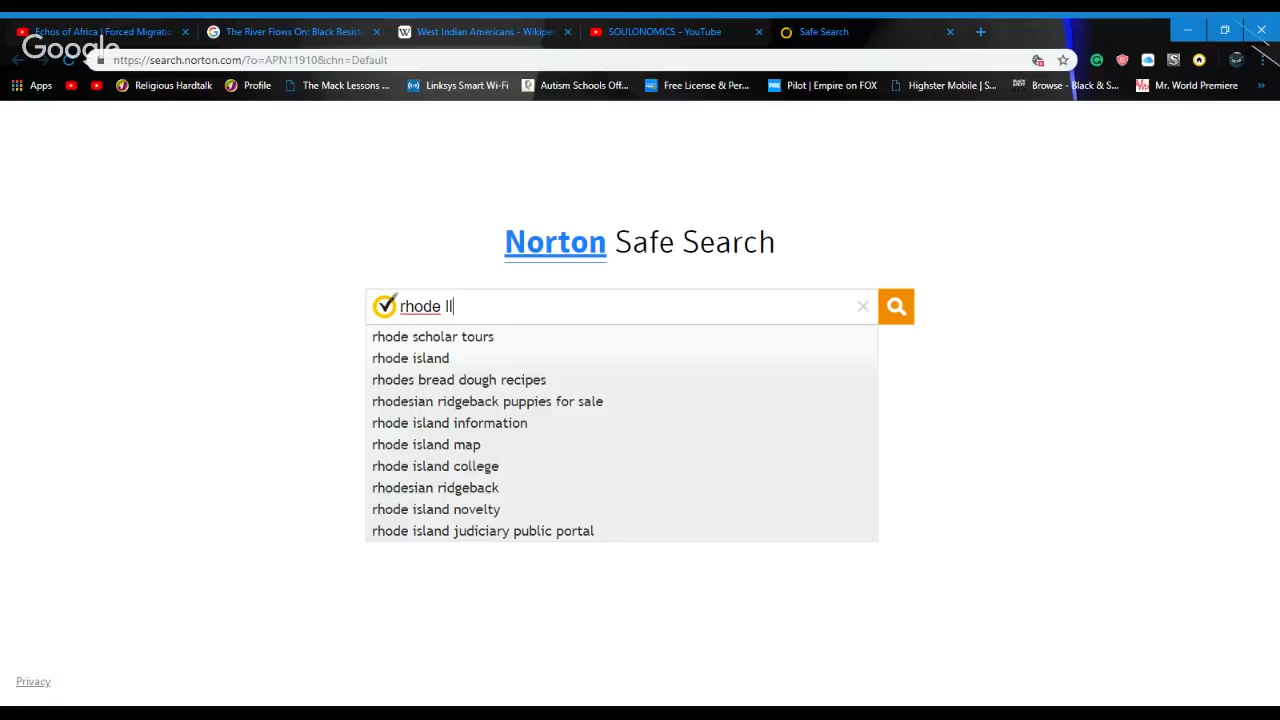 Echos of Africa | Forced Migratio
The River Flows On: Black Resista
West Indian Americans - Wikiped
SOULONOMiCS - YouTube
Safe Search
Google
https://search.norton.com/?o=APN11910&chn=Default
Apps
Religious Hardtalk
Profile
The Mack Lessons ...
Linksys Smart Wi-Fi
Autism Schools Off...
Free License & Per...
Pilot | Empire on FOX
Highster Mobile | S...
Browse - Black & S...
Mr. World Premiere
Norton Safe Search
rhode Il
rhode scholar tours
rhode island
rhodes bread dough recipes
rhodesian ridgeback puppies for sale
rhode island information
rhode island map
rhode island college
rhodesian ridgeback
rhode island novelty
rhode island judiciary public portal
Privacy